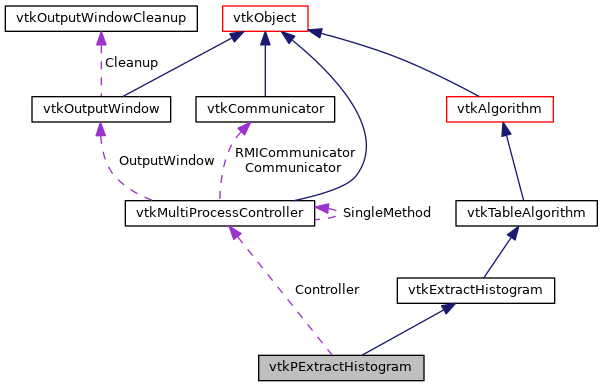 vtkOutputWindowCleanup
vtkObject
Cleanup
vtkOutputWindow
vtkCommunicator
vtkAlgorithm
OutputWindow
RMICommunicator
Communicator
vtkMultiProcessController
SingleMethod
vtkTableAlgorithm
Controller
vtkExtractHistogram
vtkPExtractHistogram